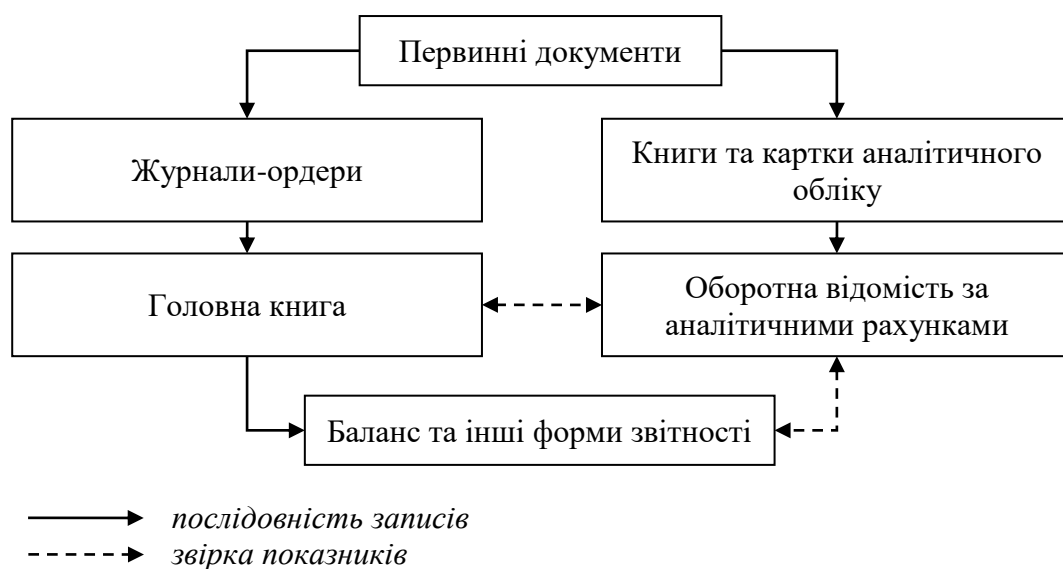 Первинні документи
Журнали-ордери
Книги та картки аналітичного
обліку
Головна книга
Оборотна відомість за
аналітичними рахунками
Баланс та інші форми звітності
послідовність записів
звірка показників